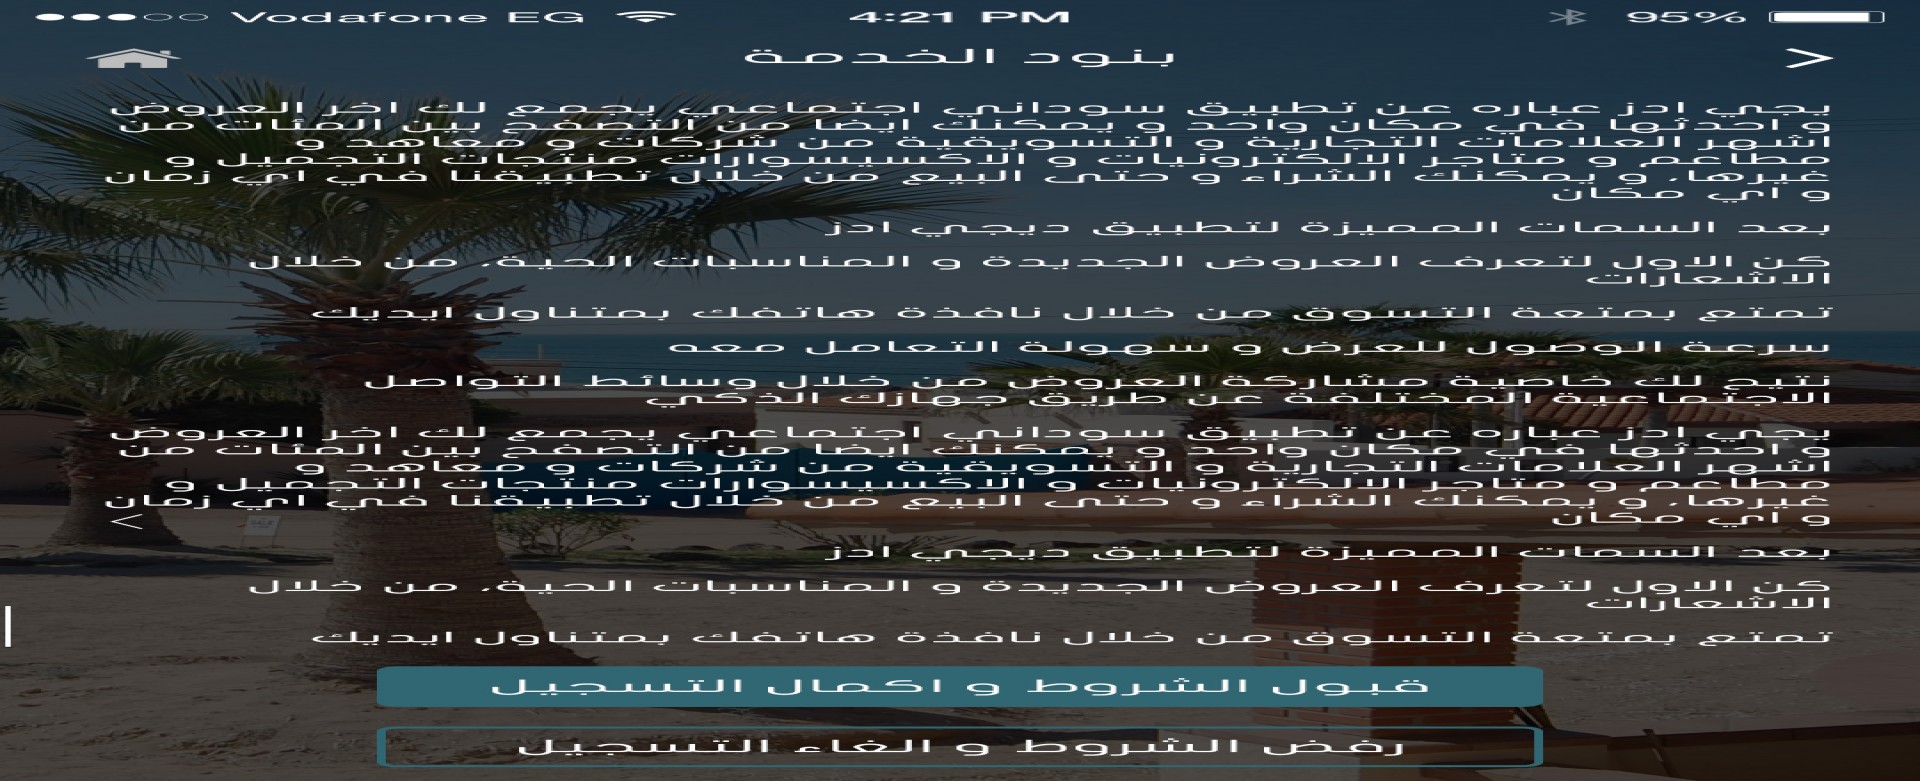 Vodafone EG 4:21 PM 95%
بنود الخدمة
يجي ادز عباره عن تطبيق سوداني اجتماعي يجمع لك اخر العروض
و احدثها في مكان واحد و يمكنك ايضا من التصفح بين المئات من
اشهر العلامات التجارية و التسويقية من شركات و معاهد و
مطاعم و متاجر الالكترونيات و الاكسيسوارات منتجات التجميل و
غيرها، و يمكنك الشراء و حتى البيع من خلال تطبيقنا في اي زمان
و اي مكان
بعد السمات المميزة لتطبيق ديجي ادز
كن الاول لتعرف العروض الجديدة و المناسبات الحية، من خلال
الاشعارات
تمتع بمتعة التسوق من خلال نافذة هاتفك بمتناول ايديك
سرعة الوصول للعرض و سهولة التعامل معه
نتيح لك خاصية مشاركة العروض من خلال وسائط التواصل
الاجتماعية المختلفة عن طريق جهازك الذكي
يجي ادز عباره عن تطبيق سوداني اجتماعي يجمع لك اخر العروض
و احدثها في مكان واحد و يمكنك ايضا من التصفح بين المئات من
اشهر العلامات التجارية و التسويقية من شركات و معاهد و
مطاعم و متاجر الالكترونيات و الاكسيسوارات منتجات التجميل و
غيرها، و يمكنك الشراء و حتى البيع من خلال تطبيقنا في اي زمان
و اي مكان
بعد السمات المميزة لتطبيق ديجي ادز
كن الاول لتعرف العروض الجديدة و المناسبات الحية، من خلال
الاشعارات
تمتع بمتعة التسوق من خلال نافذة هاتفك بمتناول ايديك
قبول الشروط و اكمال التسجيل
رفض الشروط و الغاء التسجيل